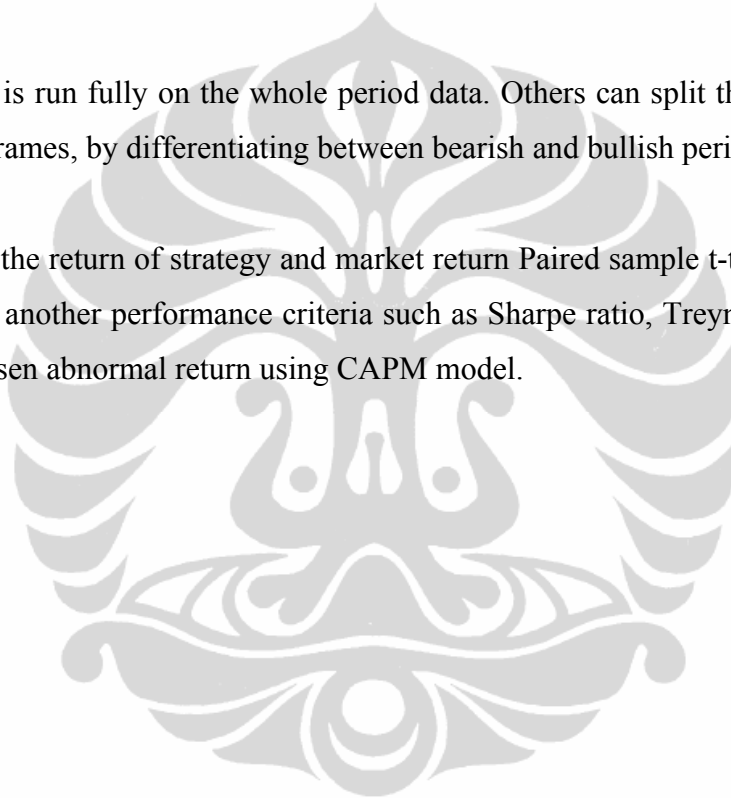 is run fully on the whole period data. Others can split th
rames, by differentiating between bearish and bullish peri
the return of strategy and market return Paired sample t-t
another performance criteria such as Sharpe ratio, Treyn
sen abnormal return using CAPM model.